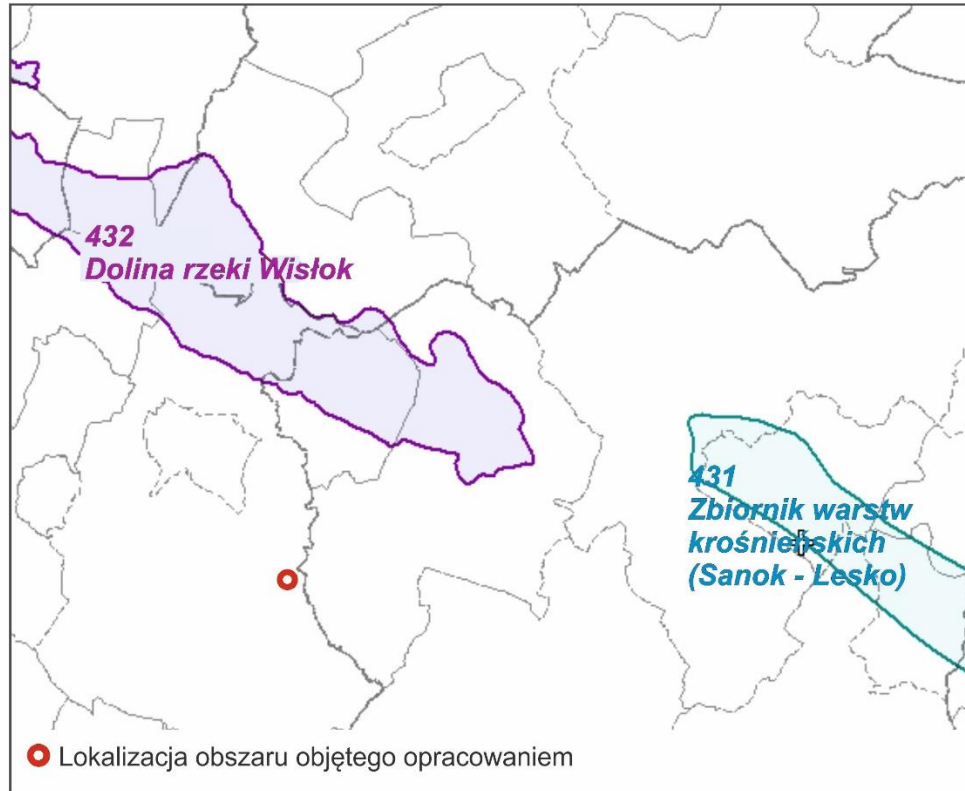 432
Dolina rzeki Wisłok
431
Zbiornik warstw
krośnieńskich
(Sanok - Lesko)
Lokalizacja obszaru objętego opracowaniem